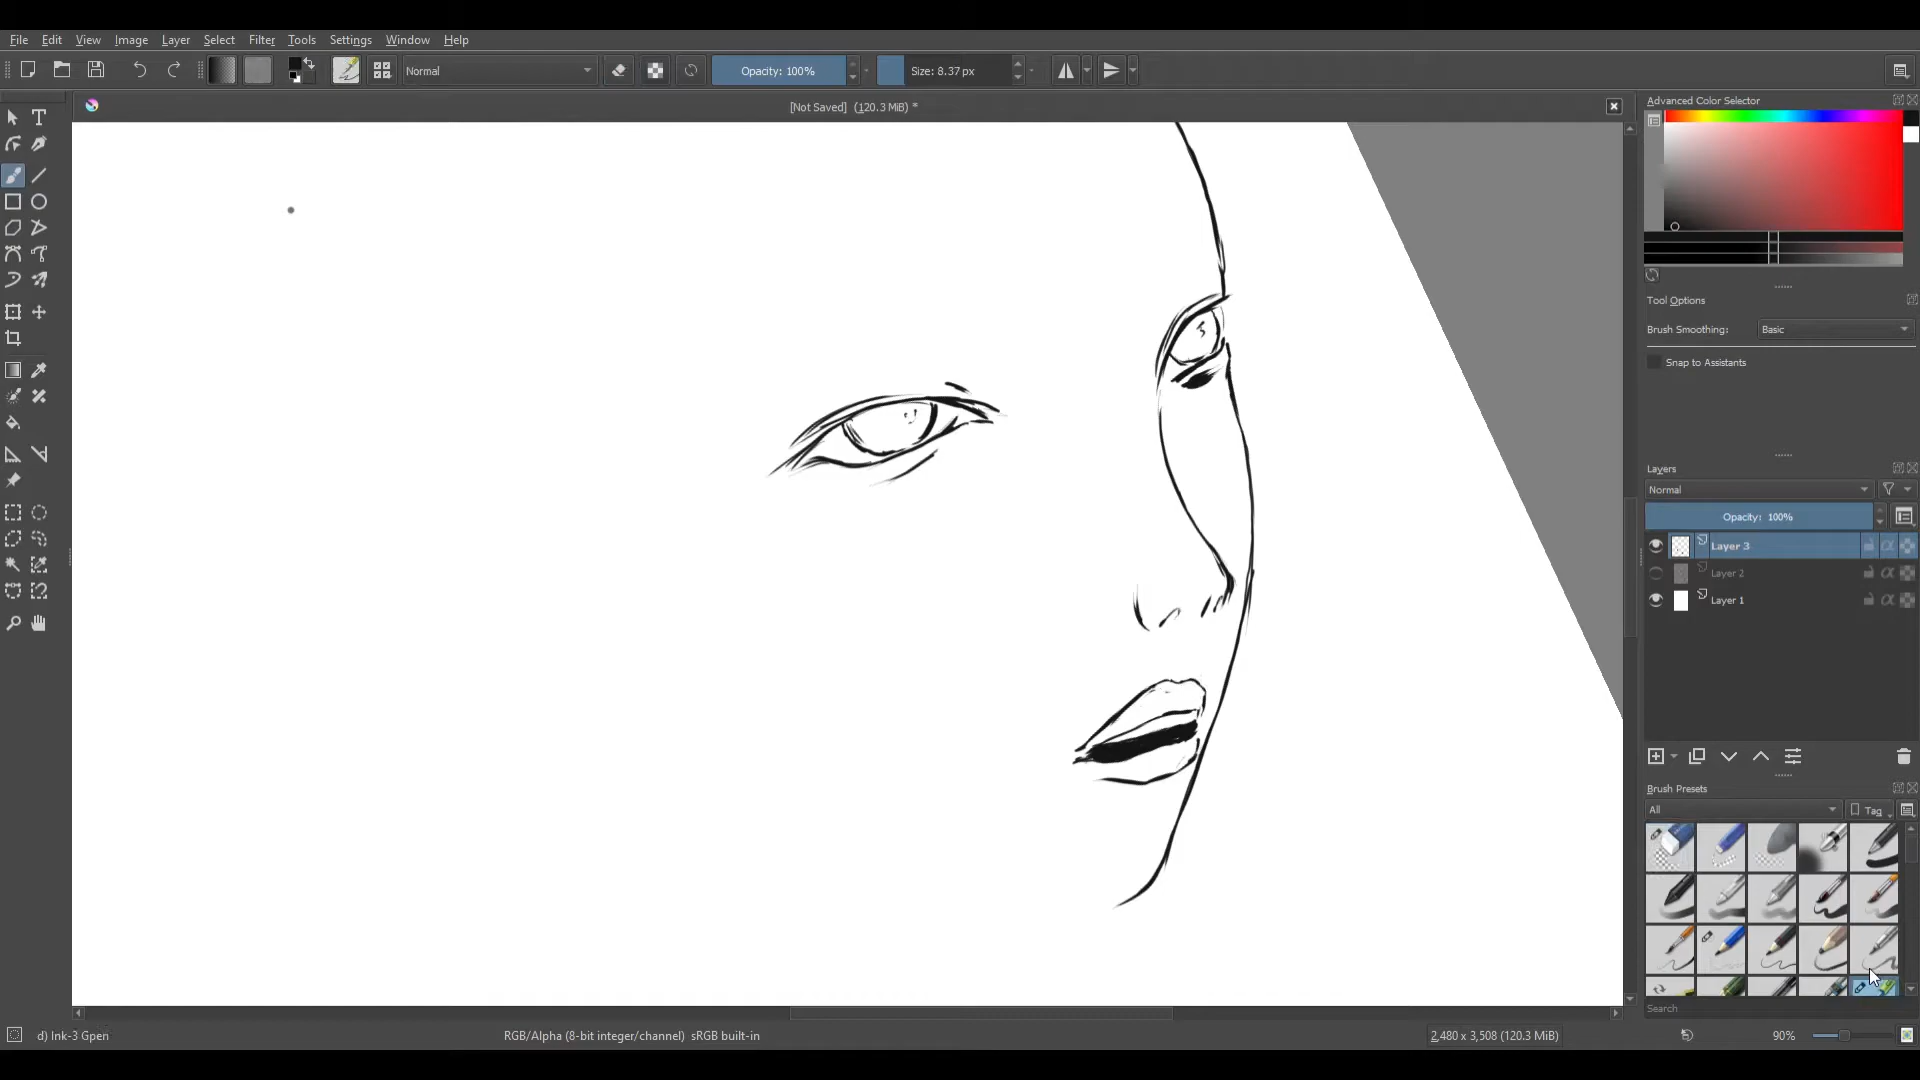 File Edit View Image Layer Select Filter Tools Settings Window Help
Normal
Opacity: 100%
Size: 8.37 px
[Not Saved] (120.3 MiB) *
Advanced Color Selector
Tool Options
Brush Smoothing: Basic
Snap to Assistants
Layers
Normal
Opacity: 100%
Layer 3
Layer 2
Layer 1
Brush Presets
All
Tag
Search
d) Ink-3 Gpen
RGB/Alpha (8-bit integer/channel) sRGB built-in
2,480 x 3,508 (120.3 MiB)
90%